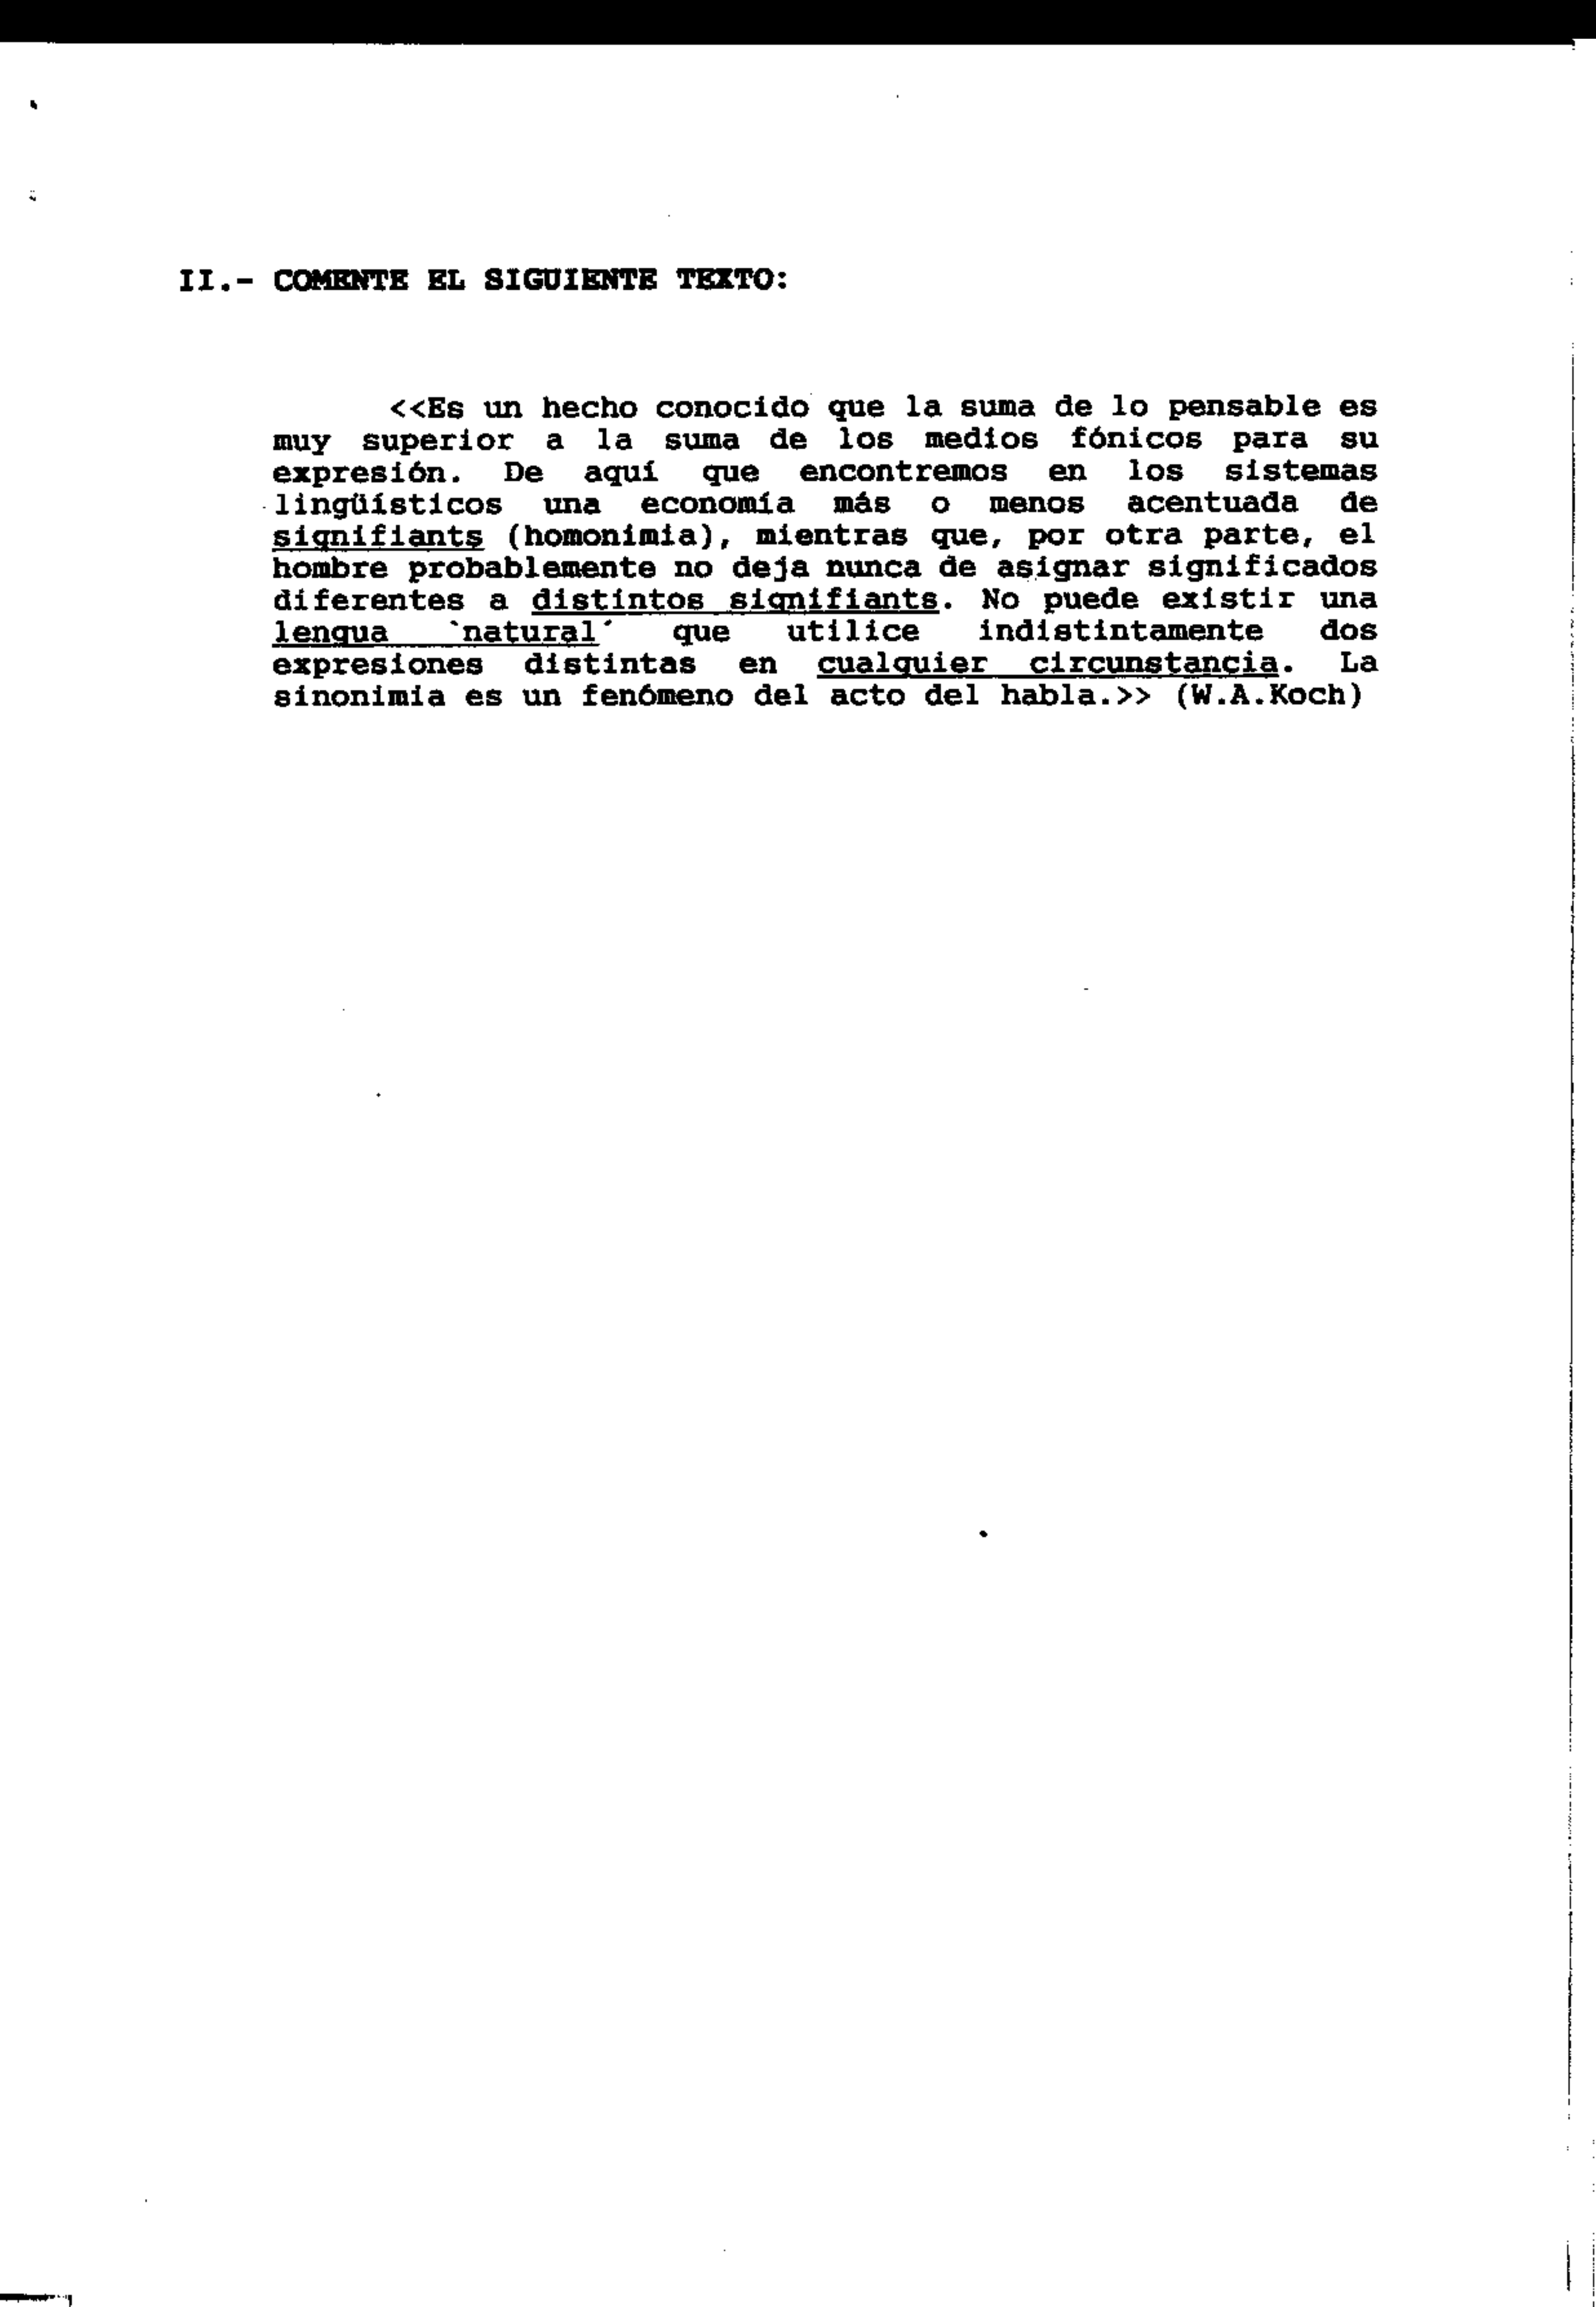 II.- COMENTE EL SIGUIENTE TEXTO:
<<Es un hecho conocido que la suma de lo pensable es
muy superior a la suma de los medios fónicos para su
expresión. De aquí que encontremos en los sistemas
lingüísticos una economía más o menos acentuada de
signifiants (homonimia), mientras que, por otra parte, el
hombre probablemente no deja nunca de asignar significados
diferentes a distintos signifiants. No puede existir una
lengua `natural´ que utilice indistintamente dos
expresiones distintas en cualquier circunstancia. La
sinonimia es un fenómeno del acto del habla.>> (W.A.Koch)